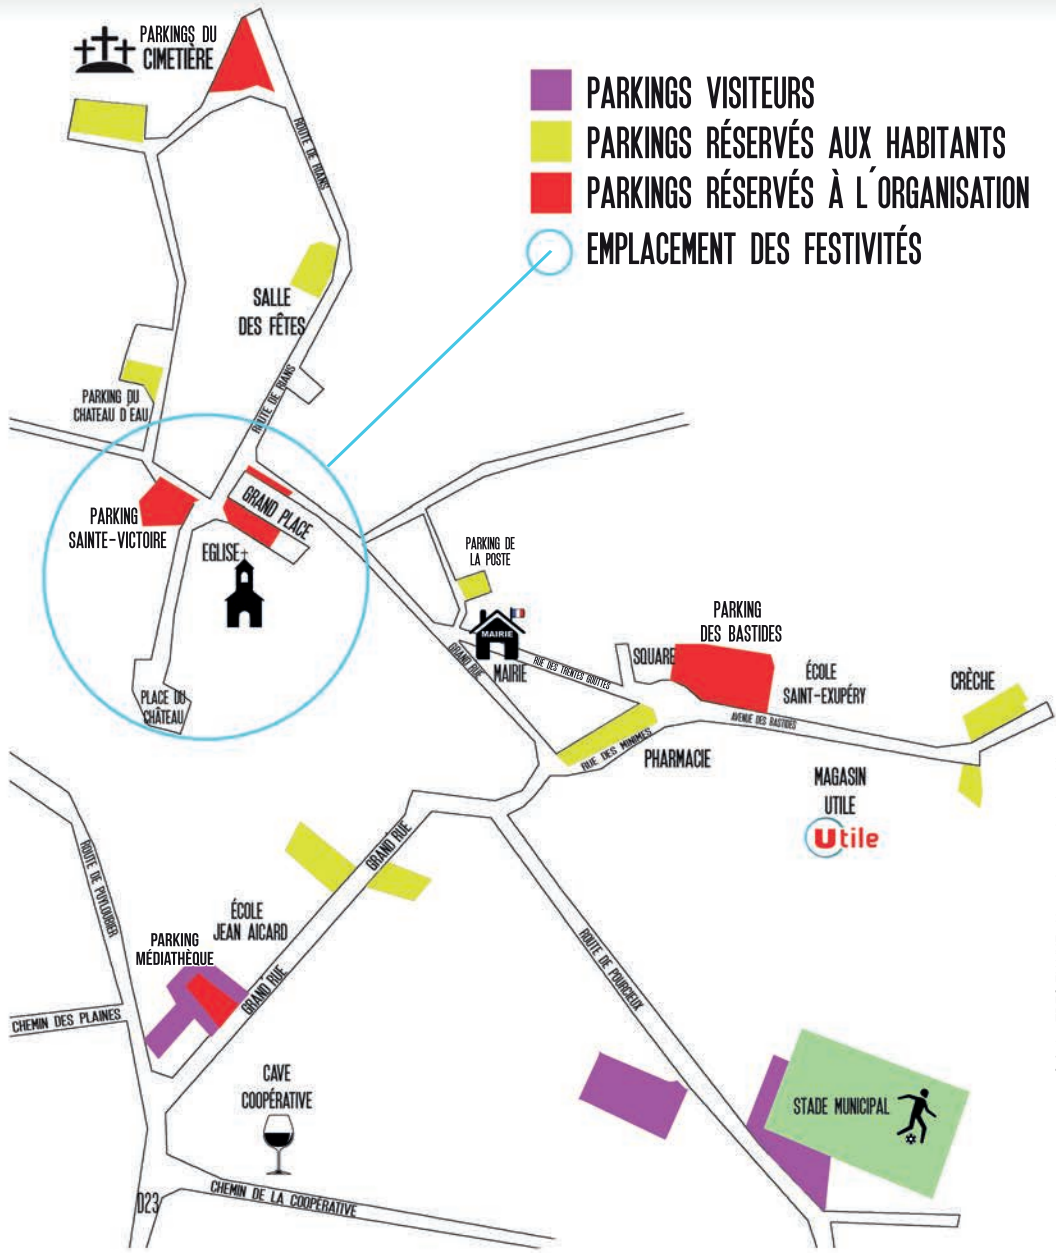 PARKINGS DU
CIMETIÈRE
PARKINGS VISITEURS
PARKINGS RÉSERVÉS AUX HABITANTS
PARKINGS RÉSERVÉS À L'ORGANISATION
EMPLACEMENT DES FESTIVITÉS
ROUTE DE RIANS
SALLE
DES FÊTES
ROUTE DE RIANS
PARKING DU
CHATEAU D EAU
PARKING
SAINTE-VICTOIRE
GRAND PLACE
EGLISE
PARKING DE
LA POSTE
MAIRIE
MAIRIE
GRAND RUE
RUE DES TRENTES GOUTTES
SQUARE
PARKING
DES BASTIDES
ÉCOLE
SAINT-EXUPÉRY
CRÈCHE
PLACE DU
CHÂTEAU
AVENUE DES BASTIDES
RUE DES MINIMES
PHARMACIE
MAGASIN
UTILE
Utile
GRAND RUE
ROUTE DE PUYLOUBIER
ÉCOLE
JEAN AICARD
PARKING
MÉDIATHÈQUE
GRAND RUE
CHEMIN DES PLAINES
ROUTE DE POURCIEUX
CAVE
COOPÉRATIVE
STADE MUNICIPAL
D23
CHEMIN DE LA COOPÉRATIVE